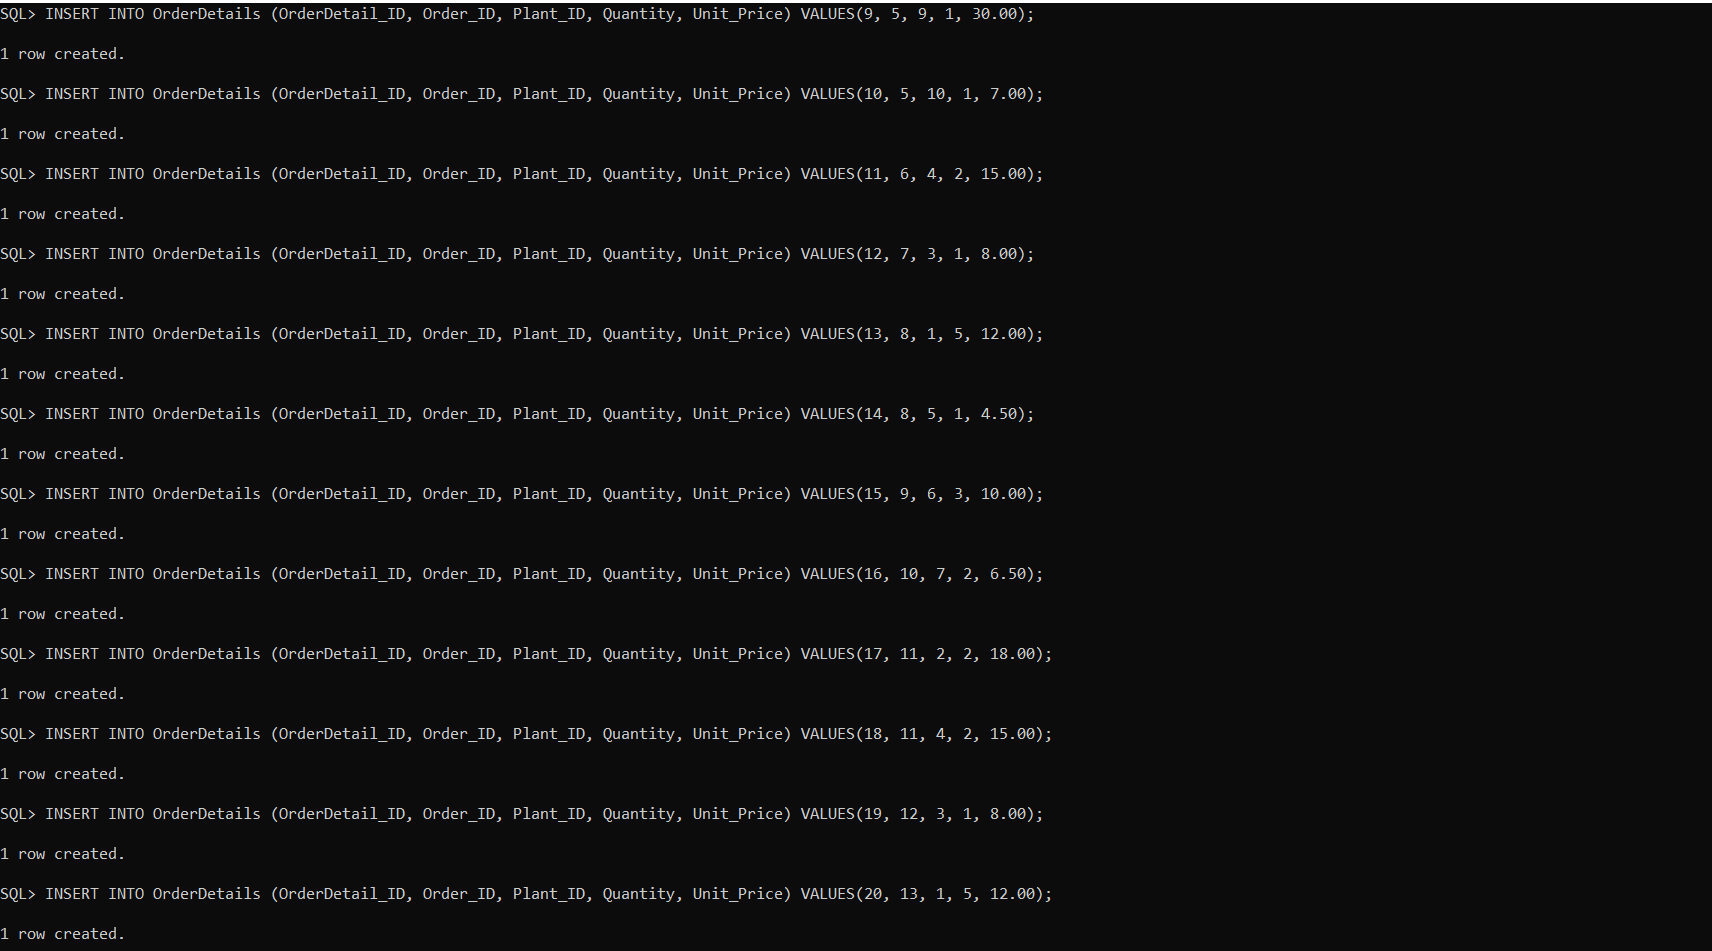 SQL> INSERT INTO OrderDetails (OrderDetail_ID, Order_ID, Plant_ID, Quantity, Unit_Price) VALUES(9, 5, 9, 1, 30.00);
1 row created.
SQL> INSERT INTO OrderDetails (OrderDetail_ID, Order_ID, Plant_ID, Quantity, Unit_Price) VALUES(10, 5, 10, 1, 7.00);
1 row created.
SQL> INSERT INTO OrderDetails (OrderDetail_ID, Order_ID, Plant_ID, Quantity, Unit_Price) VALUES(11, 6, 4, 2, 15.00);
1 row created.
SQL> INSERT INTO OrderDetails (OrderDetail_ID, Order_ID, Plant_ID, Quantity, Unit_Price) VALUES(12, 7, 3, 1, 8.00);
1 row created.
SQL> INSERT INTO OrderDetails (OrderDetail_ID, Order_ID, Plant_ID, Quantity, Unit_Price) VALUES(13, 8, 1, 5, 12.00);
1 row created.
SQL> INSERT INTO OrderDetails (OrderDetail_ID, Order_ID, Plant_ID, Quantity, Unit_Price) VALUES(14, 8, 5, 1, 4.50);
1 row created.
SQL> INSERT INTO OrderDetails (OrderDetail_ID, Order_ID, Plant_ID, Quantity, Unit_Price) VALUES(15, 9, 6, 3, 10.00);
1 row created.
SQL> INSERT INTO OrderDetails (OrderDetail_ID, Order_ID, Plant_ID, Quantity, Unit_Price) VALUES(16, 10, 7, 2, 6.50);
1 row created.
SQL> INSERT INTO OrderDetails (OrderDetail_ID, Order_ID, Plant_ID, Quantity, Unit_Price) VALUES(17, 11, 2, 2, 18.00);
1 row created.
SQL> INSERT INTO OrderDetails (OrderDetail_ID, Order_ID, Plant_ID, Quantity, Unit_Price) VALUES(18, 11, 4, 2, 15.00);
1 row created.
SQL> INSERT INTO OrderDetails (OrderDetail_ID, Order_ID, Plant_ID, Quantity, Unit_Price) VALUES(19, 12, 3, 1, 8.00);
1 row created.
SQL> INSERT INTO OrderDetails (OrderDetail_ID, Order_ID, Plant_ID, Quantity, Unit_Price) VALUES(20, 13, 1, 5, 12.00);
1 row created.